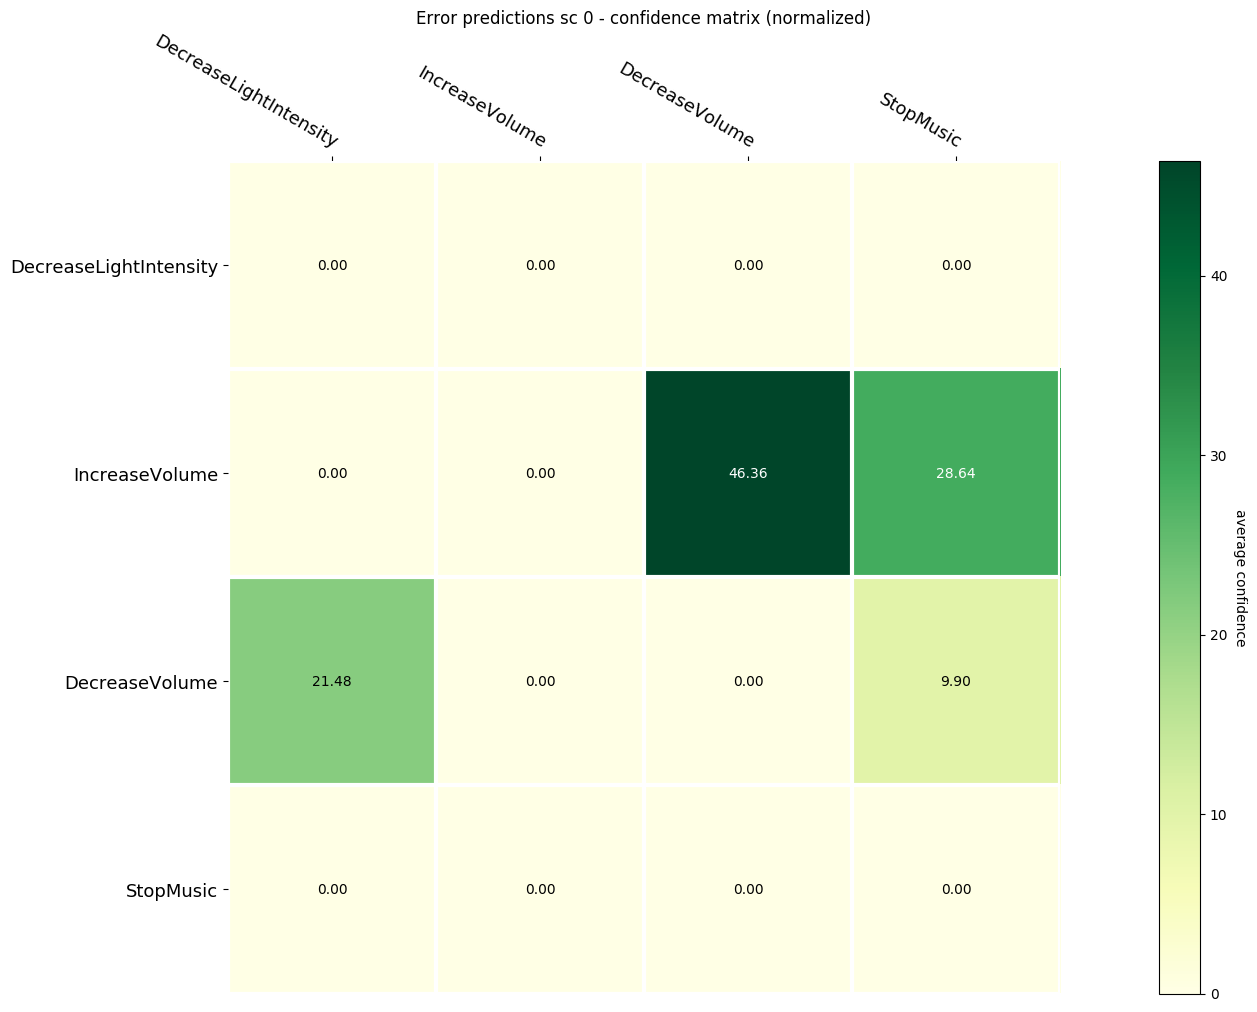 Error predictions sc 0 - confidence matrix (normalized)
DecreaseLightIntensity
IncreaseVolume
DecreaseVolume
StopMusic
DecreaseLightIntensity
0.00 0.00 0.00 0.00
IncreaseVolume
0.00 0.00 46.36 28.64
DecreaseVolume
21.48 0.00 0.00 9.90
StopMusic
0.00 0.00 0.00 0.00
40
30
20
10
0
average confidence